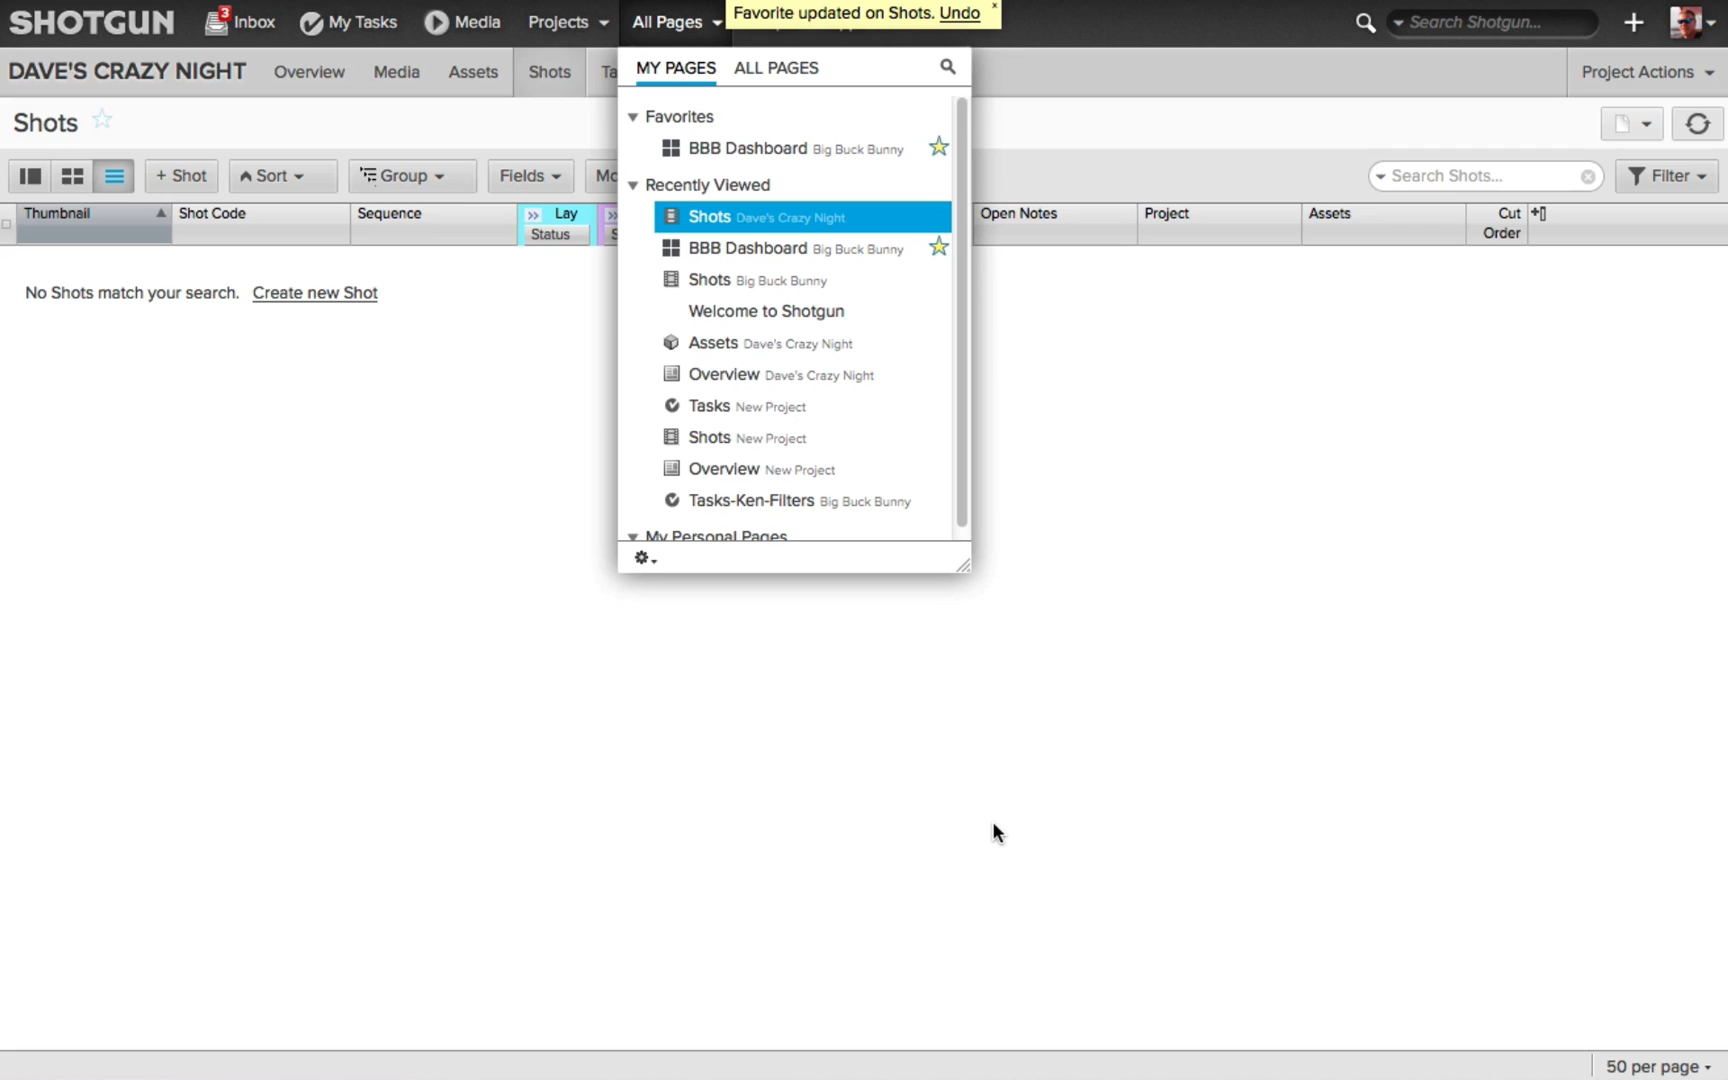 SHOTGUN 3 Inbox My Tasks Media Projects All Pages Favorite updated on Shots. Undo × Search Shotgun...
DAVE'S CRAZY NIGHT Overview Media Assets Shots Ta Project Actions
MY PAGES ALL PAGES
Shots
Favorites
BBB Dashboard Big Buck Bunny
+ Shot Sort Group Fields Mo Search Shots... Filter
Recently Viewed
Thumbnail Shot Code Sequence Lay Open Notes Project Assets Cut Order
Status S
Shots Dave's Crazy Night
BBB Dashboard Big Buck Bunny
Shots Big Buck Bunny
No Shots match your search. Create new Shot
Welcome to Shotgun
Assets Dave's Crazy Night
Overview Dave's Crazy Night
Tasks New Project
Shots New Project
Overview New Project
Tasks-Ken-Filters Big Buck Bunny
My Personal Pages
50 per page